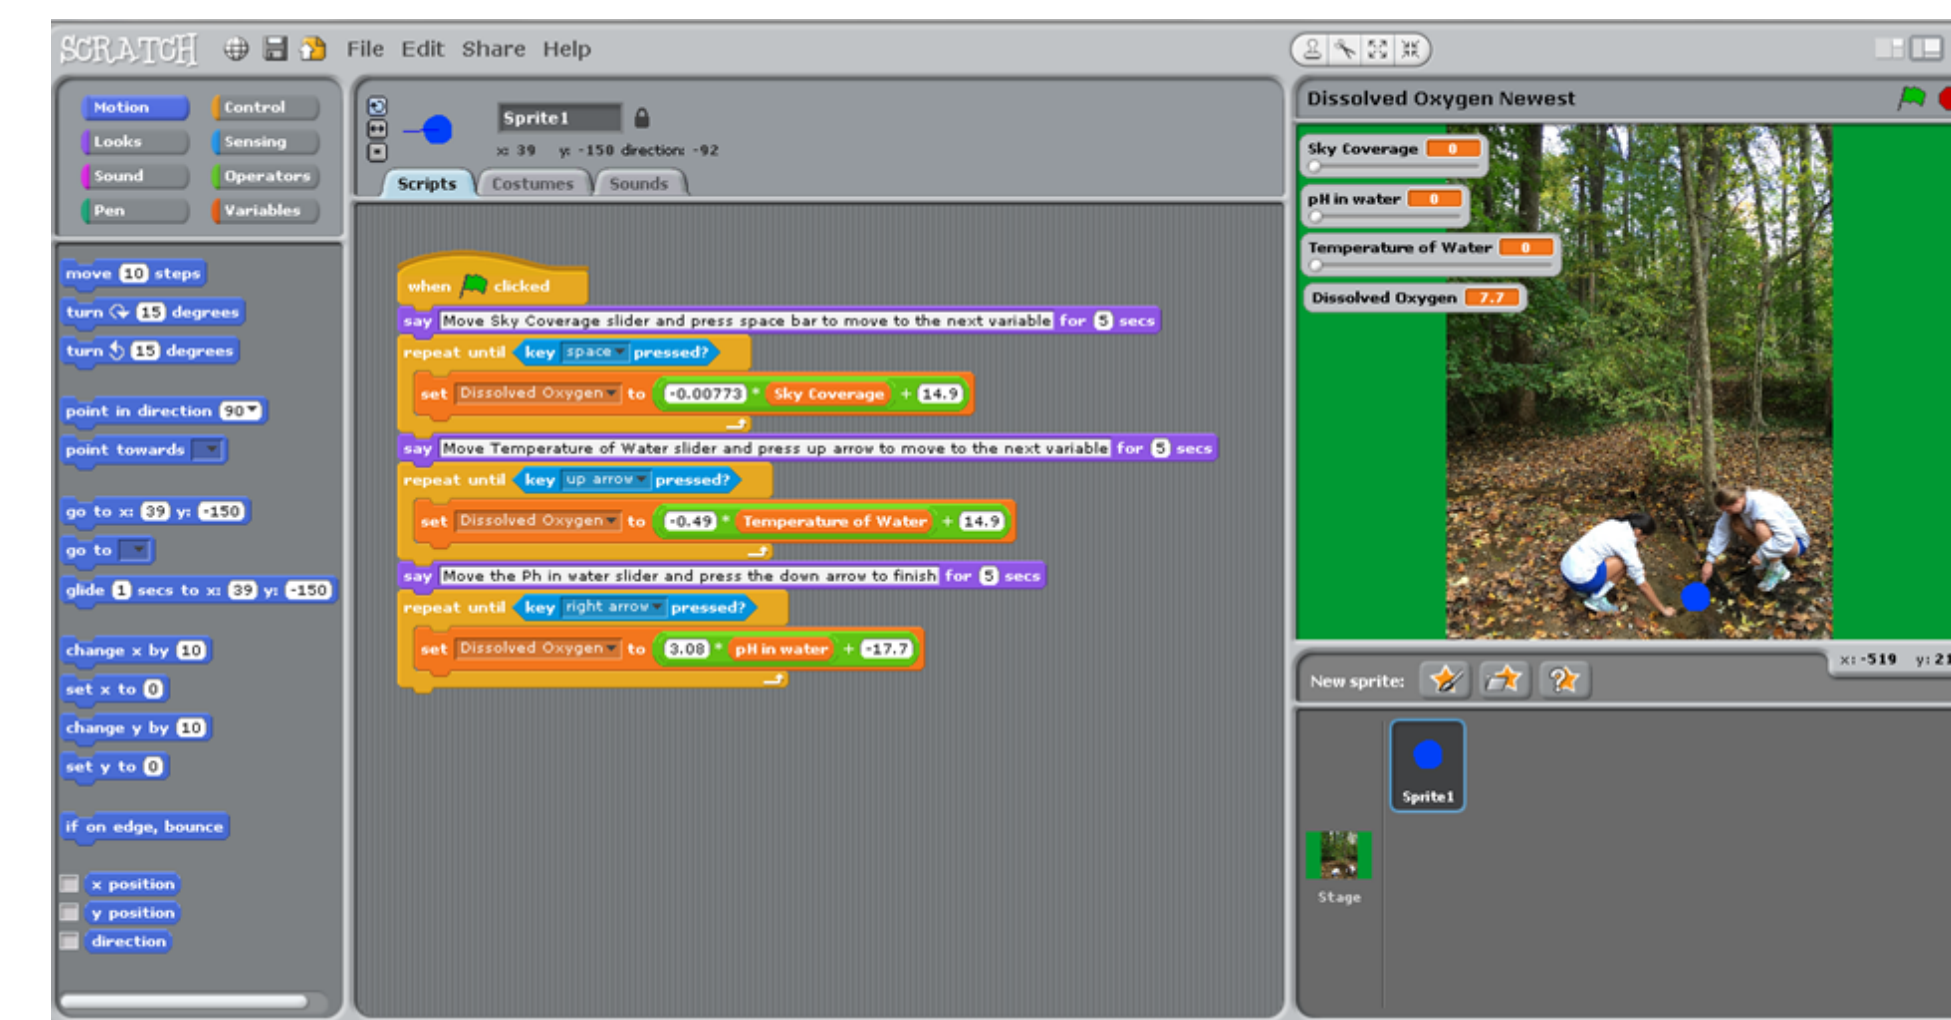 SCRATCH File Edit Share Help
Motion Control
Looks Sensing
Sound Operators
Pen Variables
move 10 steps
turn 15 degrees
turn 15 degrees
point in direction 90
point towards
go to x: 39 y: -150
go to
glide 1 secs to x: 39 y: -150
change x by 10
set x to 0
change y by 10
set y to 0
if on edge, bounce
x position
y position
direction
Sprite1
x: 39 y: -150 direction: -92
Scripts Costumes Sounds
when clicked
say Move Sky Coverage slider and press space bar to move to the next variable for 5 secs
repeat until key space pressed?
set Dissolved Oxygen to -0.00773 * Sky Coverage + 14.9
say Move Temperature of Water slider and press up arrow to move to the next variable for 5 secs
repeat until key up arrow pressed?
set Dissolved Oxygen to -0.49 * Temperature of Water + 14.9
say Move the Ph in water slider and press the down arrow to finish for 5 secs
repeat until key right arrow pressed?
set Dissolved Oxygen to 3.08 * pH in water + -17.7
Dissolved Oxygen Newest
Sky Coverage 0
pH in water 0
Temperature of Water 0
Dissolved Oxygen 7.7
x: -519 y: 21
New sprite:
Sprite1
Stage